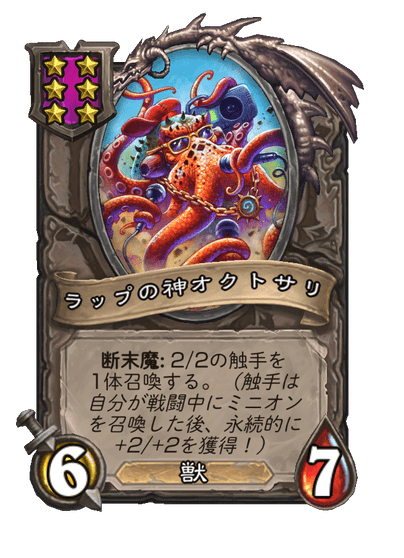 ラップの神オクトサリ
断末魔: 2/2の触手を
1体召喚する。（触手は
自分が戦闘中にミニオン
を召喚した後、永続的に
+2/+2を獲得！）
6
獣
7